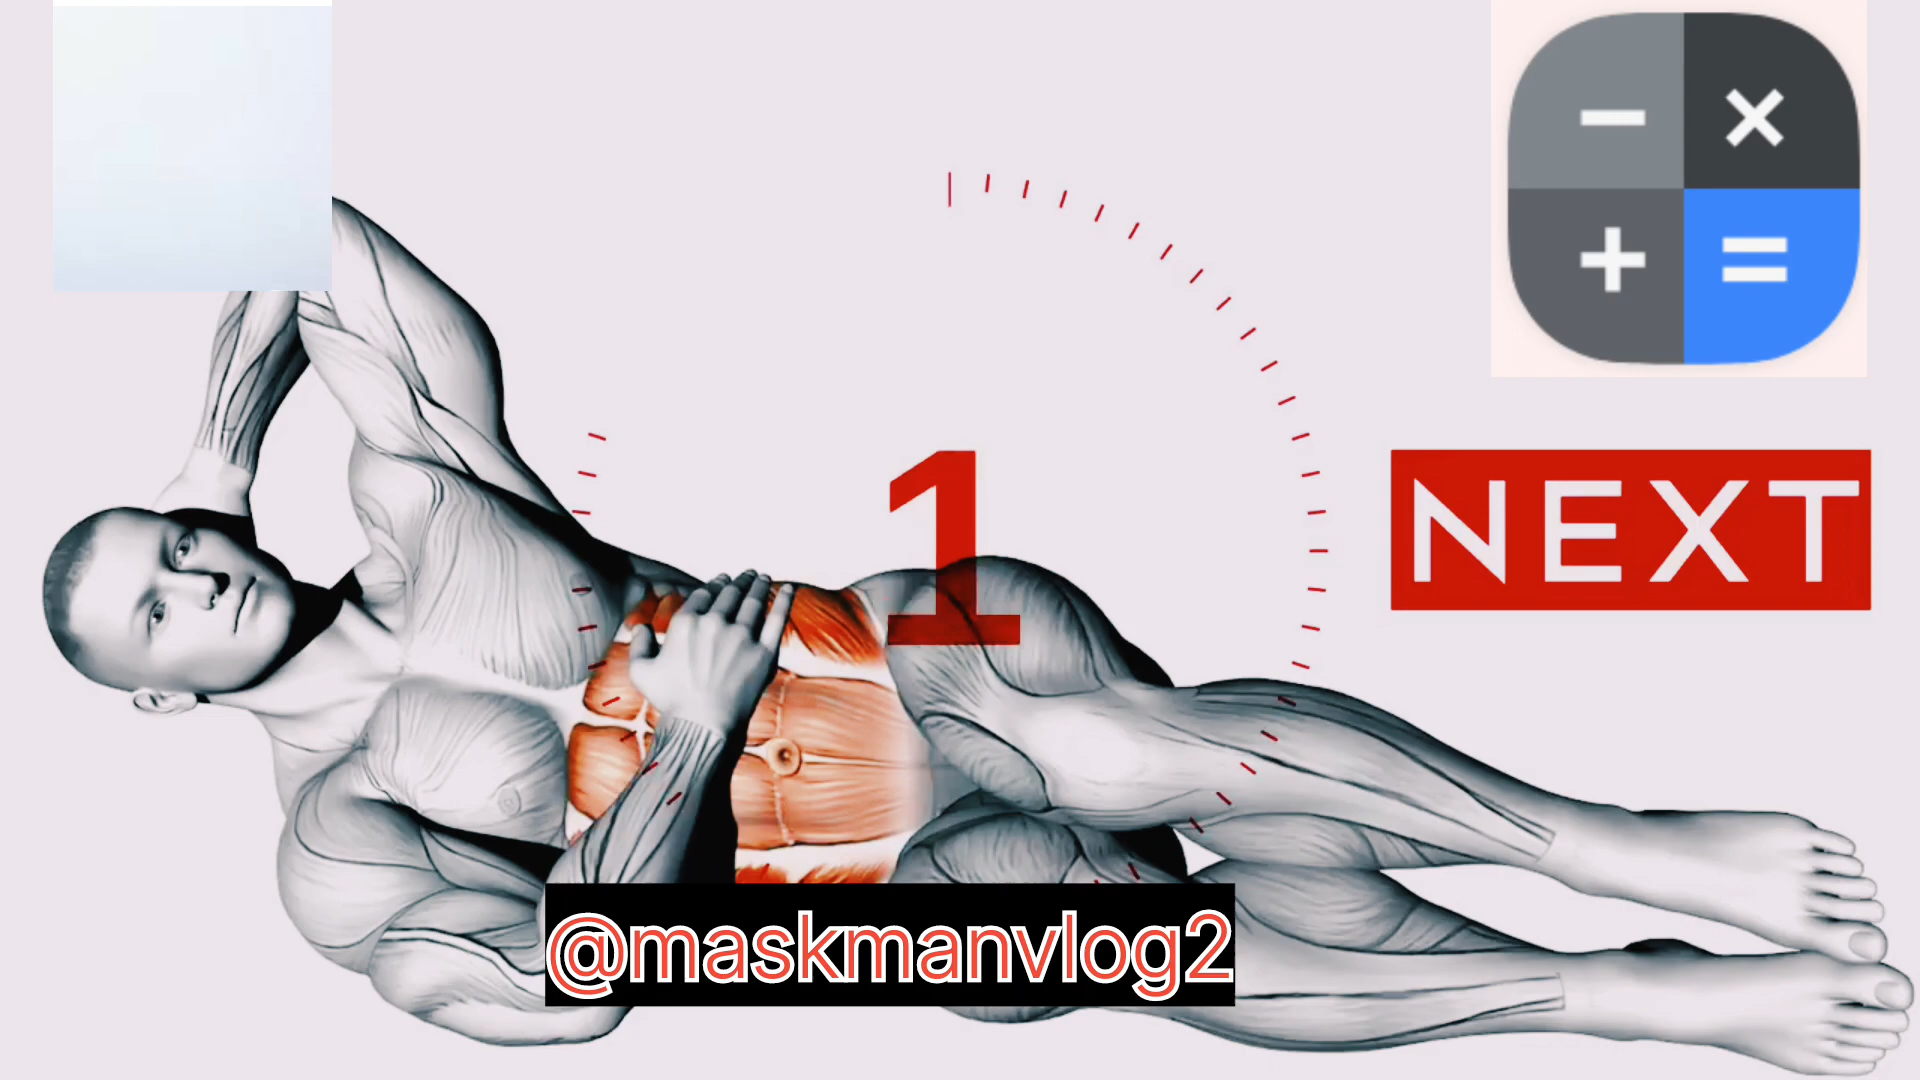 − ×
+ =
1
NEXT
@maskmanvlog2